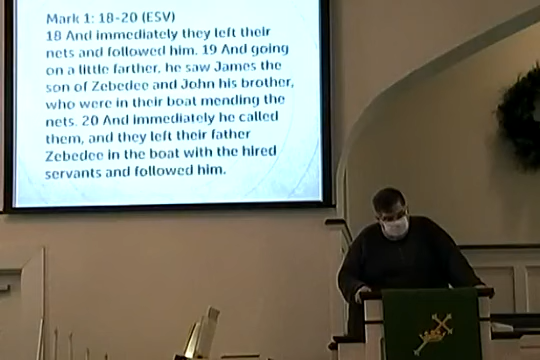 Mark 1: 18-20 (ESV)
18 And immediately they left their
nets and followed him. 19 And going
on a little farther, he saw James the
son of Zebedee and John his brother,
who were in their boat mending the
nets. 20 And immediately he called
them, and they left their father
Zebedee in the boat with the hired
servants and followed him.